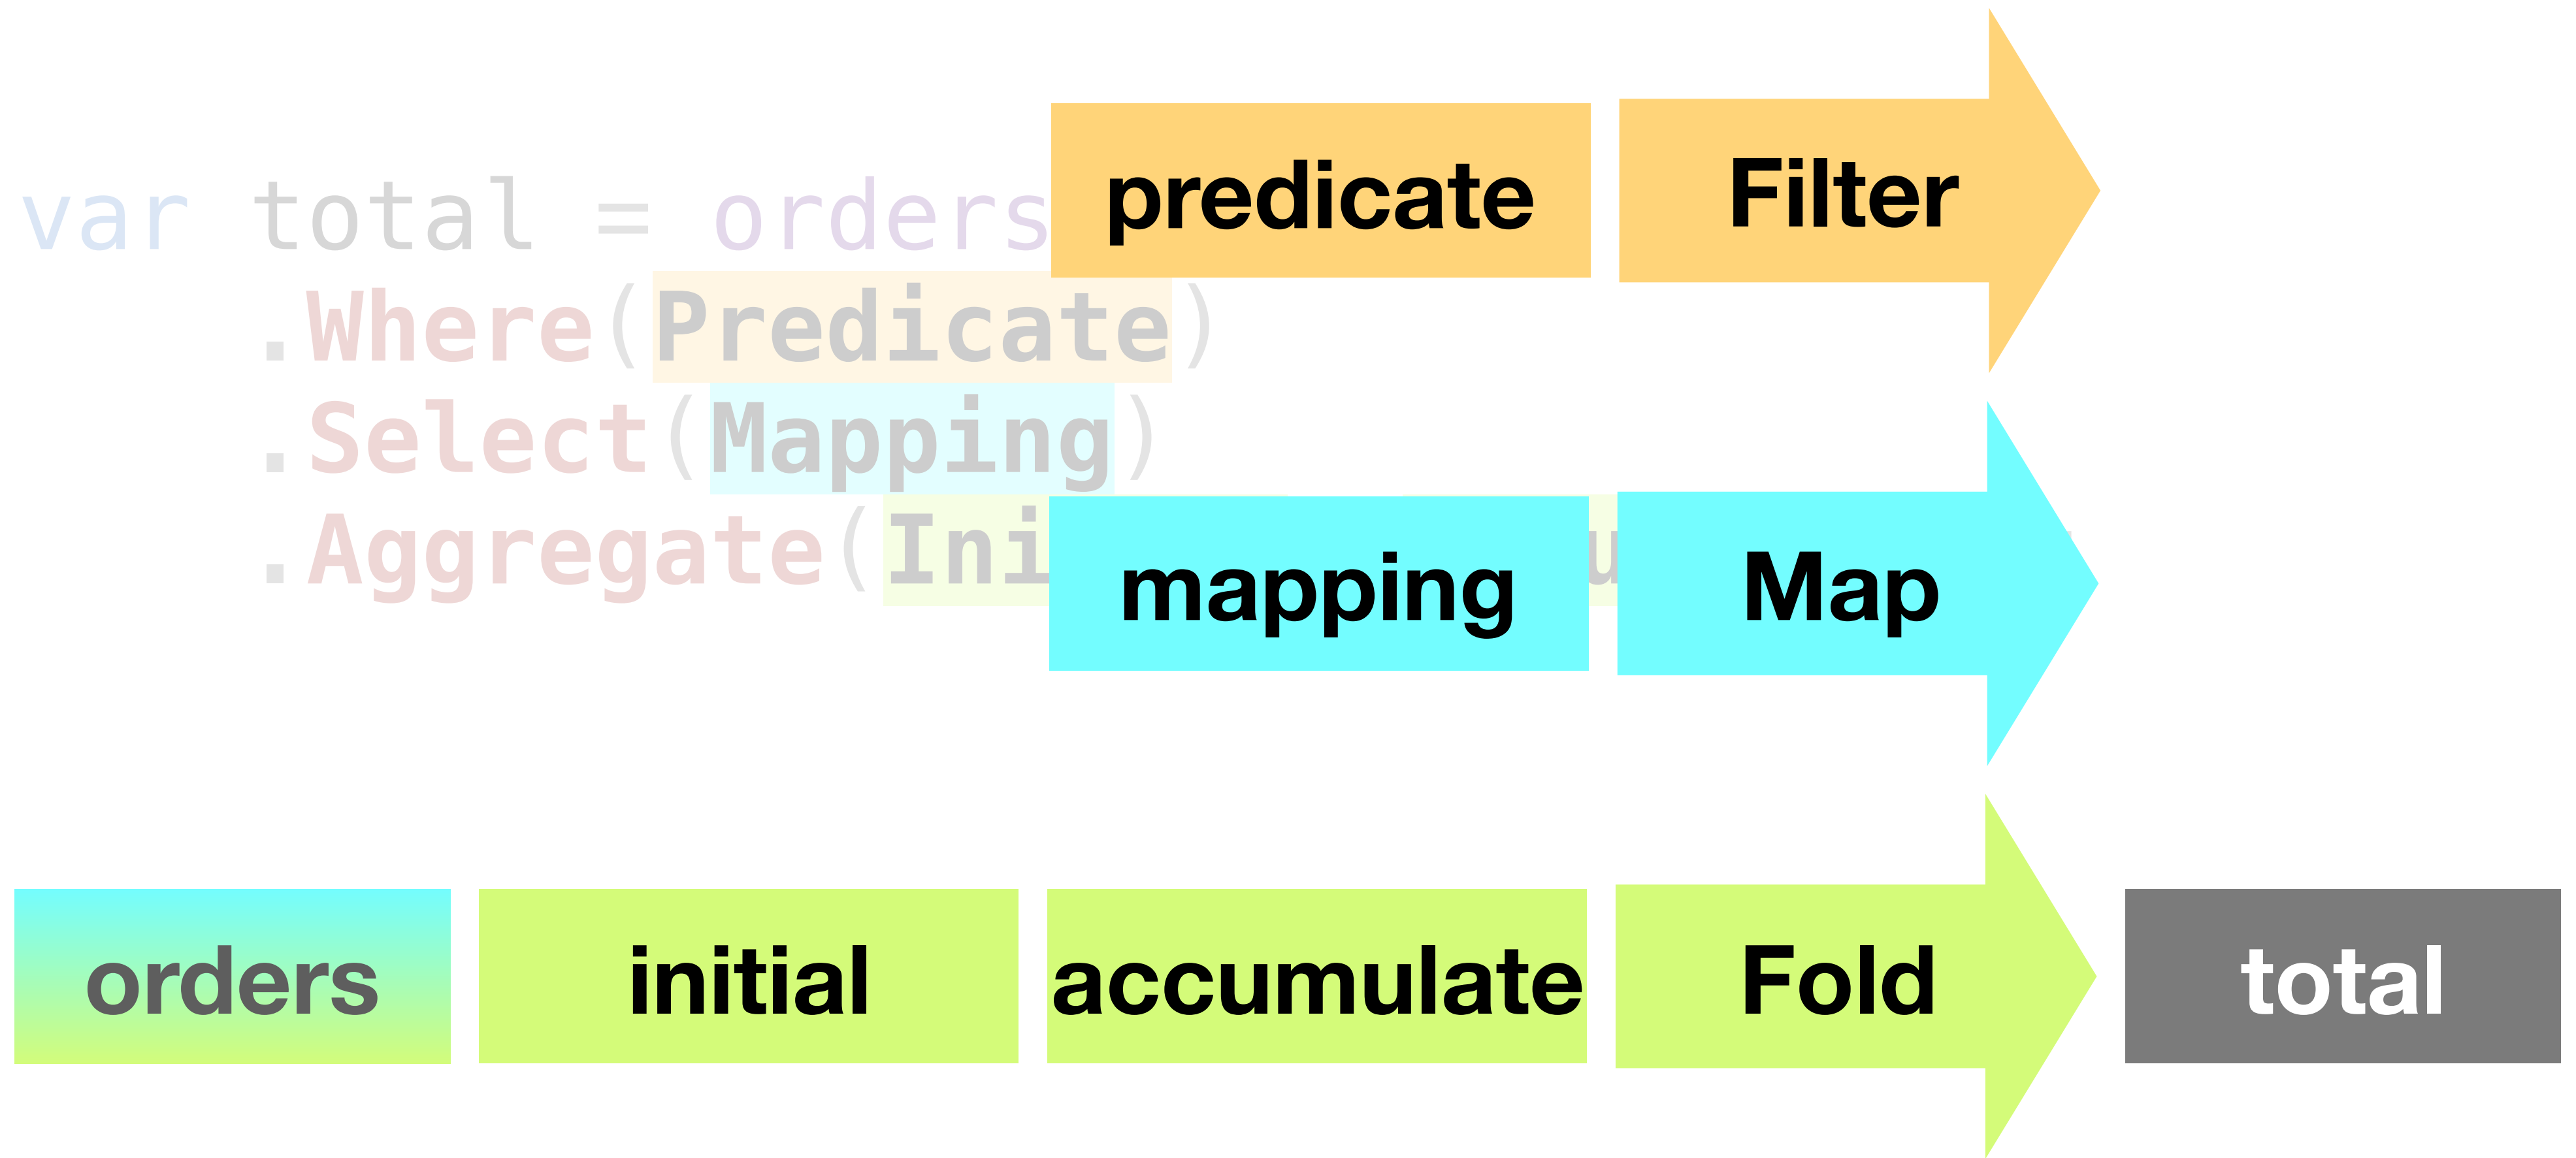 predicate Filter
var total = orders
.Where(Predicate)
.Select(Mapping)
.Aggregate(Ini
mapping Map
orders initial accumulate Fold total